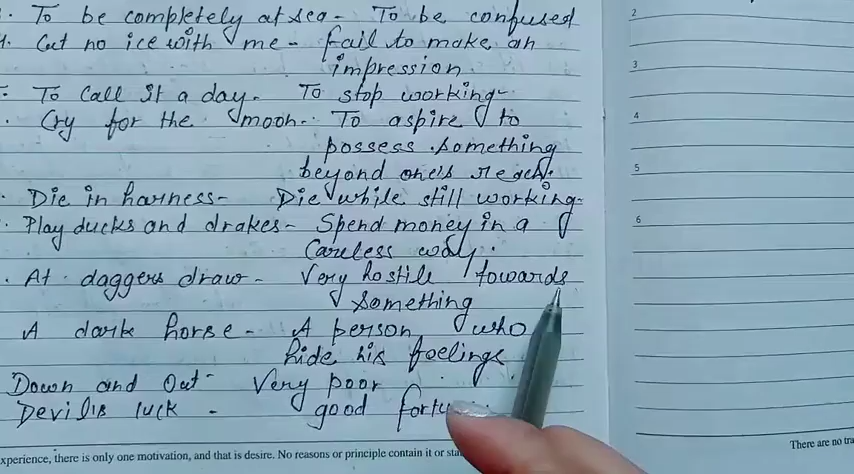 To be completely at sea - To be confused
Cut no ice with me - fail to make an
impression.
To call it a day - To stop working -
Cry for the moon - To aspire to
possess something
beyond one's reach.
Die in harness - Die while still working -
Play ducks and drakes - Spend money in a
Careless way.
At daggers draw - Very hostile towards
something
A dark horse - A person who
hide his feelings
Down and Out - Very poor
Devil's luck - good
2
3
4
5
6
xperience, there is only one motivation, and that is desire. No reasons or principle contain it or
There are no